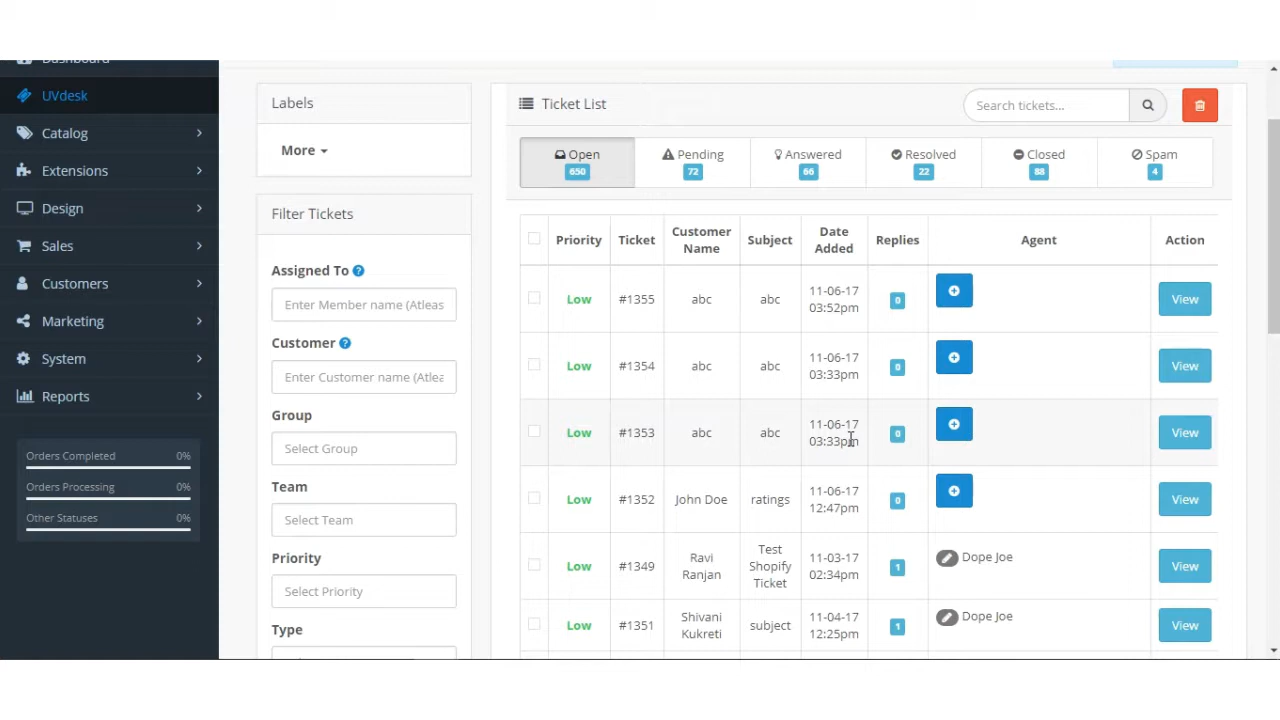 Dashboard
UVdesk
Catalog
Extensions
Design
Sales
Customers
Marketing
System
Reports
Orders Completed 0%
Orders Processing 0%
Other Statuses 0%
Labels
More
Filter Tickets
Assigned To
Enter Member name (Atleas
Customer
Enter Customer name (Atlea
Group
Select Group
Team
Select Team
Priority
Select Priority
Type
Ticket List
Search tickets...
Open Pending Answered Resolved Closed Spam
650 72 66 22 88 4
Priority Ticket Customer Name Subject Date Added Replies Agent Action
Low #1355 abc abc 11-06-17 03:52pm 0 View
Low #1354 abc abc 11-06-17 03:33pm 0 View
Low #1353 abc abc 11-06-17 03:33pm 0 View
Low #1352 John Doe ratings 11-06-17 12:47pm 0 View
Low #1349 Ravi Ranjan Test Shopify Ticket 11-03-17 02:34pm 1 Dope Joe View
Low #1351 Shivani Kukreti subject 11-04-17 12:25pm 1 Dope Joe View